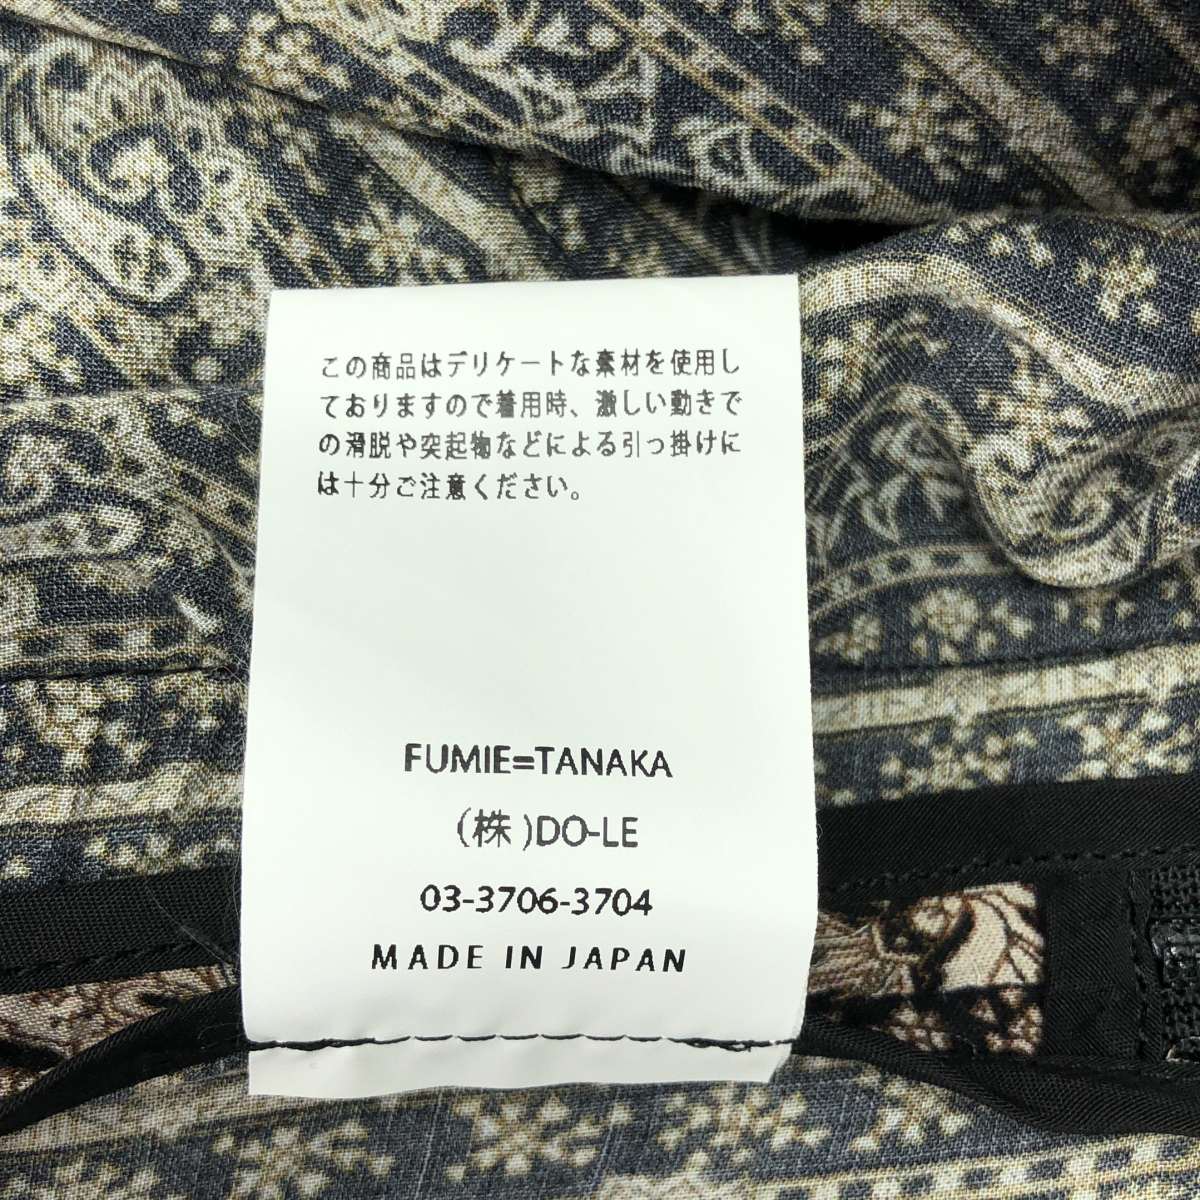 この商品はデリケートな素材を使用し
ておりますので着用時、激しい動きで
の滑脱や突起物などによる引っ掛けに
は十分ご注意ください。
FUMIE=TANAKA
(株)DO-LE
03-3706-3704
MADE IN JAPAN